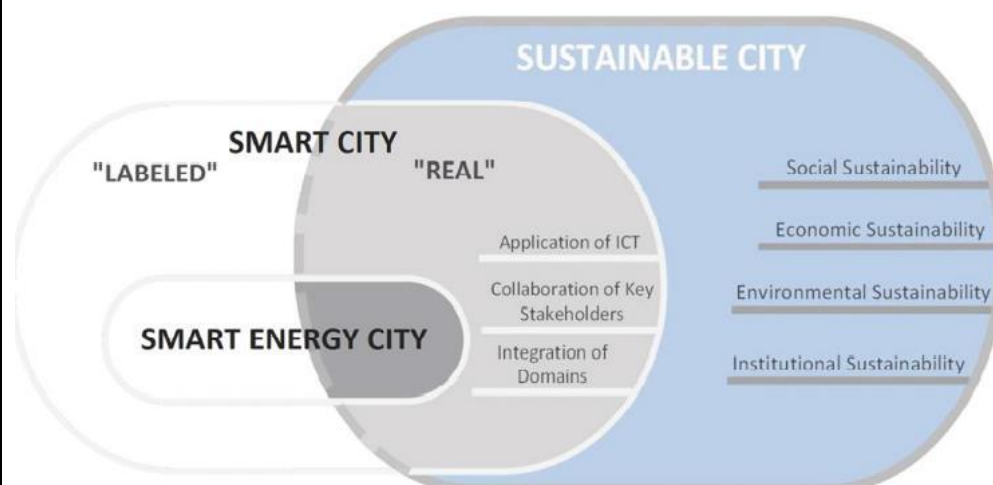 SUSTAINABLE CITY
SMART CITY
"LABELED"
"REAL"
Social Sustainability
Application of ICT
Economic Sustainability
Collaboration of Key
Stakeholders
Environmental Sustainability
SMART ENERGY CITY
Integration of
Domains
Institutional Sustainability